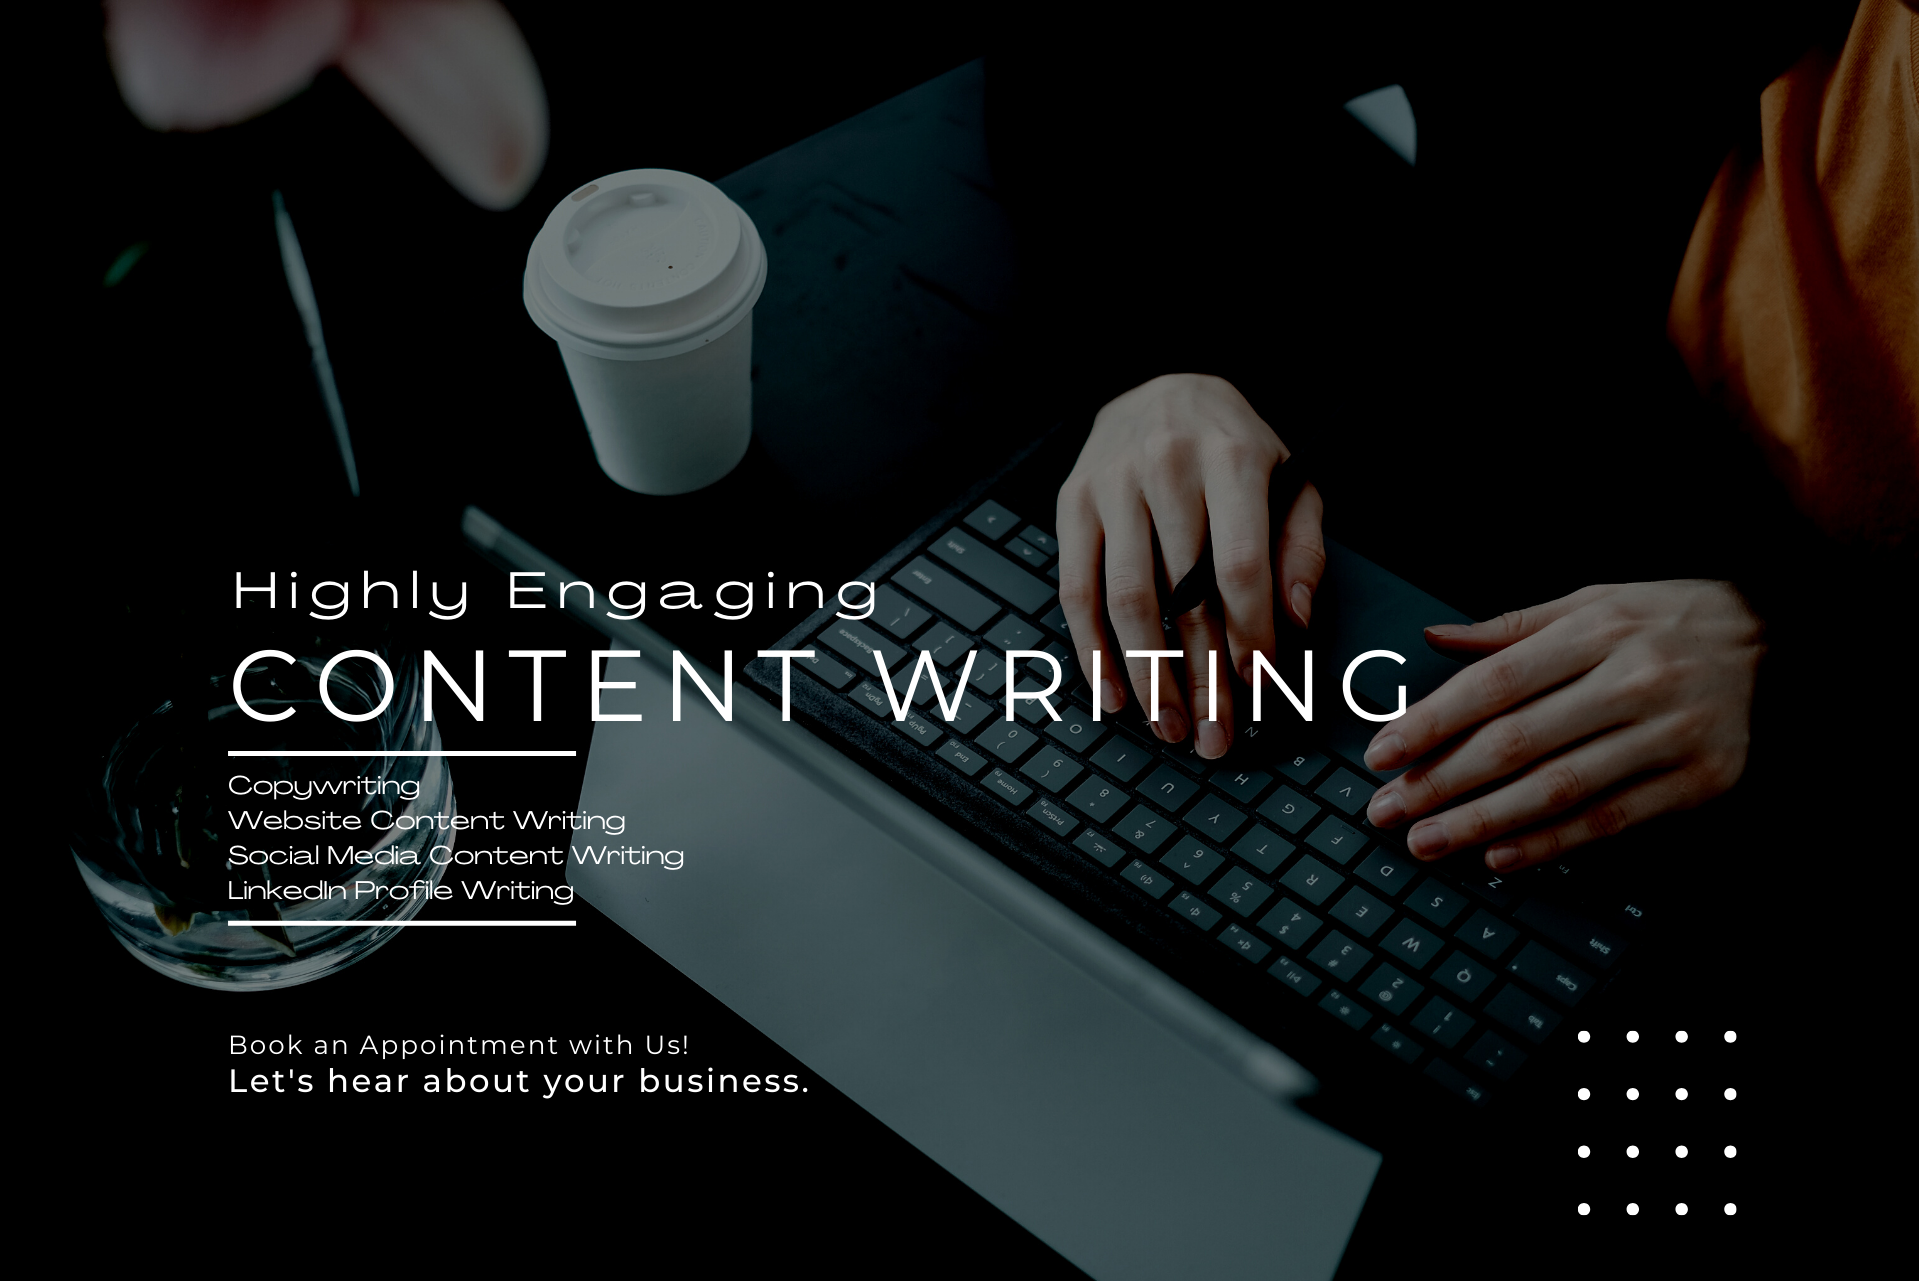 Highly Engaging
CONTENT WRITING
Copywriting
Website Content Writing
Social Media Content Writing
LinkedIn Profile Writing
Book an Appointment with Us!
Let's hear about your business.